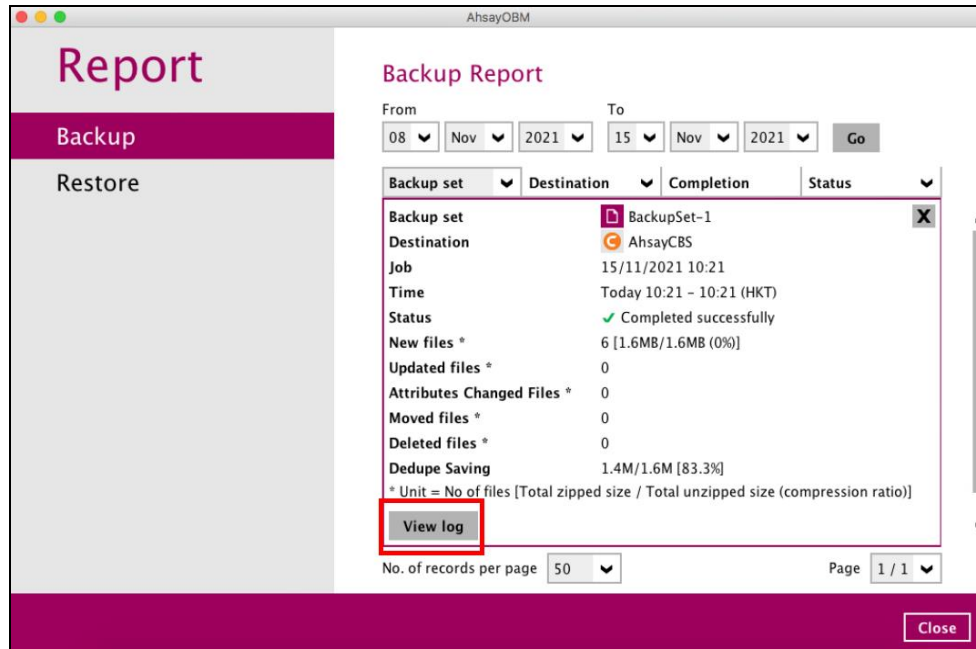 AhsayOBM
Report
Backup
Restore
Backup Report
From To
08 Nov 2021 15 Nov 2021 Go
Backup set Destination Completion Status
Backup set BackupSet-1 X
Destination AhsayCBS
Job 15/11/2021 10:21
Time Today 10:21 – 10:21 (HKT)
Status Completed successfully
New files * 6 [1.6MB/1.6MB (0%)]
Updated files * 0
Attributes Changed Files * 0
Moved files * 0
Deleted files * 0
Dedupe Saving 1.4M/1.6M [83.3%]
* Unit = No of files [Total zipped size / Total unzipped size (compression ratio)]
View log
No. of records per page 50 Page 1 / 1
Close